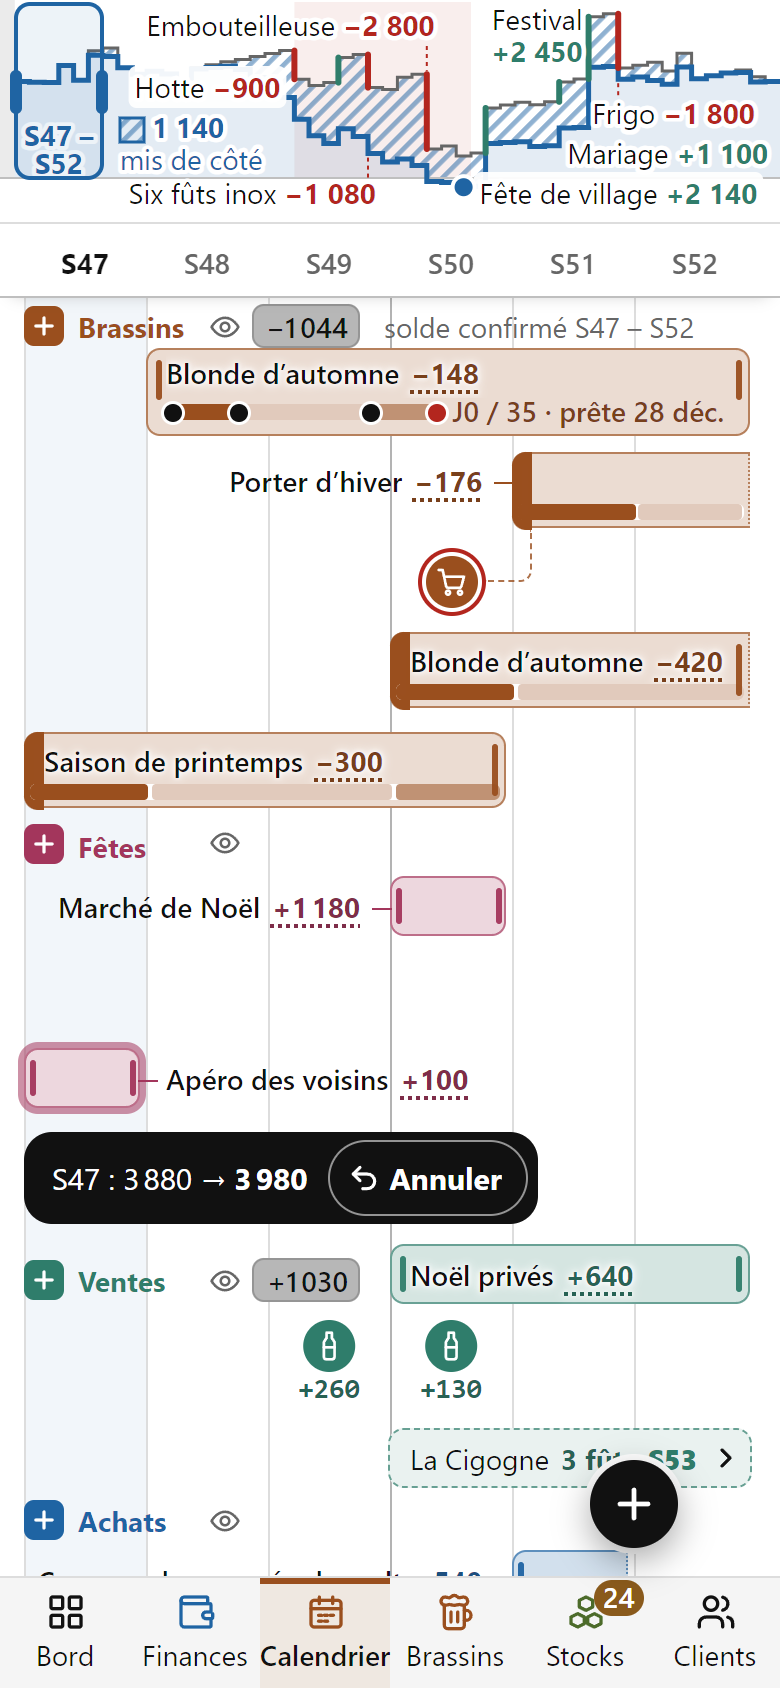 Embouteilleuse −2 800
Festival
+2 450
Hotte −900
1 140
mis de côté
S47 –
S52
Frigo −1 800
Mariage +1 100
Six fûts inox −1 080
Fête de village +2 140
S47 S48 S49 S50 S51 S52
Brassins −1044 solde confirmé S47 – S52
Blonde d’automne −148
J0 / 35 · prête 28 déc.
Porter d’hiver −176
Blonde d’automne −420
Saison de printemps −300
Fêtes
Marché de Noël +1 180
Apéro des voisins +100
S47 : 3 880 → 3 980 Annuler
Ventes +1030 Noël privés +640
+260 +130
La Cigogne 3 S53
Achats
24
Bord Finances Calendrier Brassins Stocks Clients